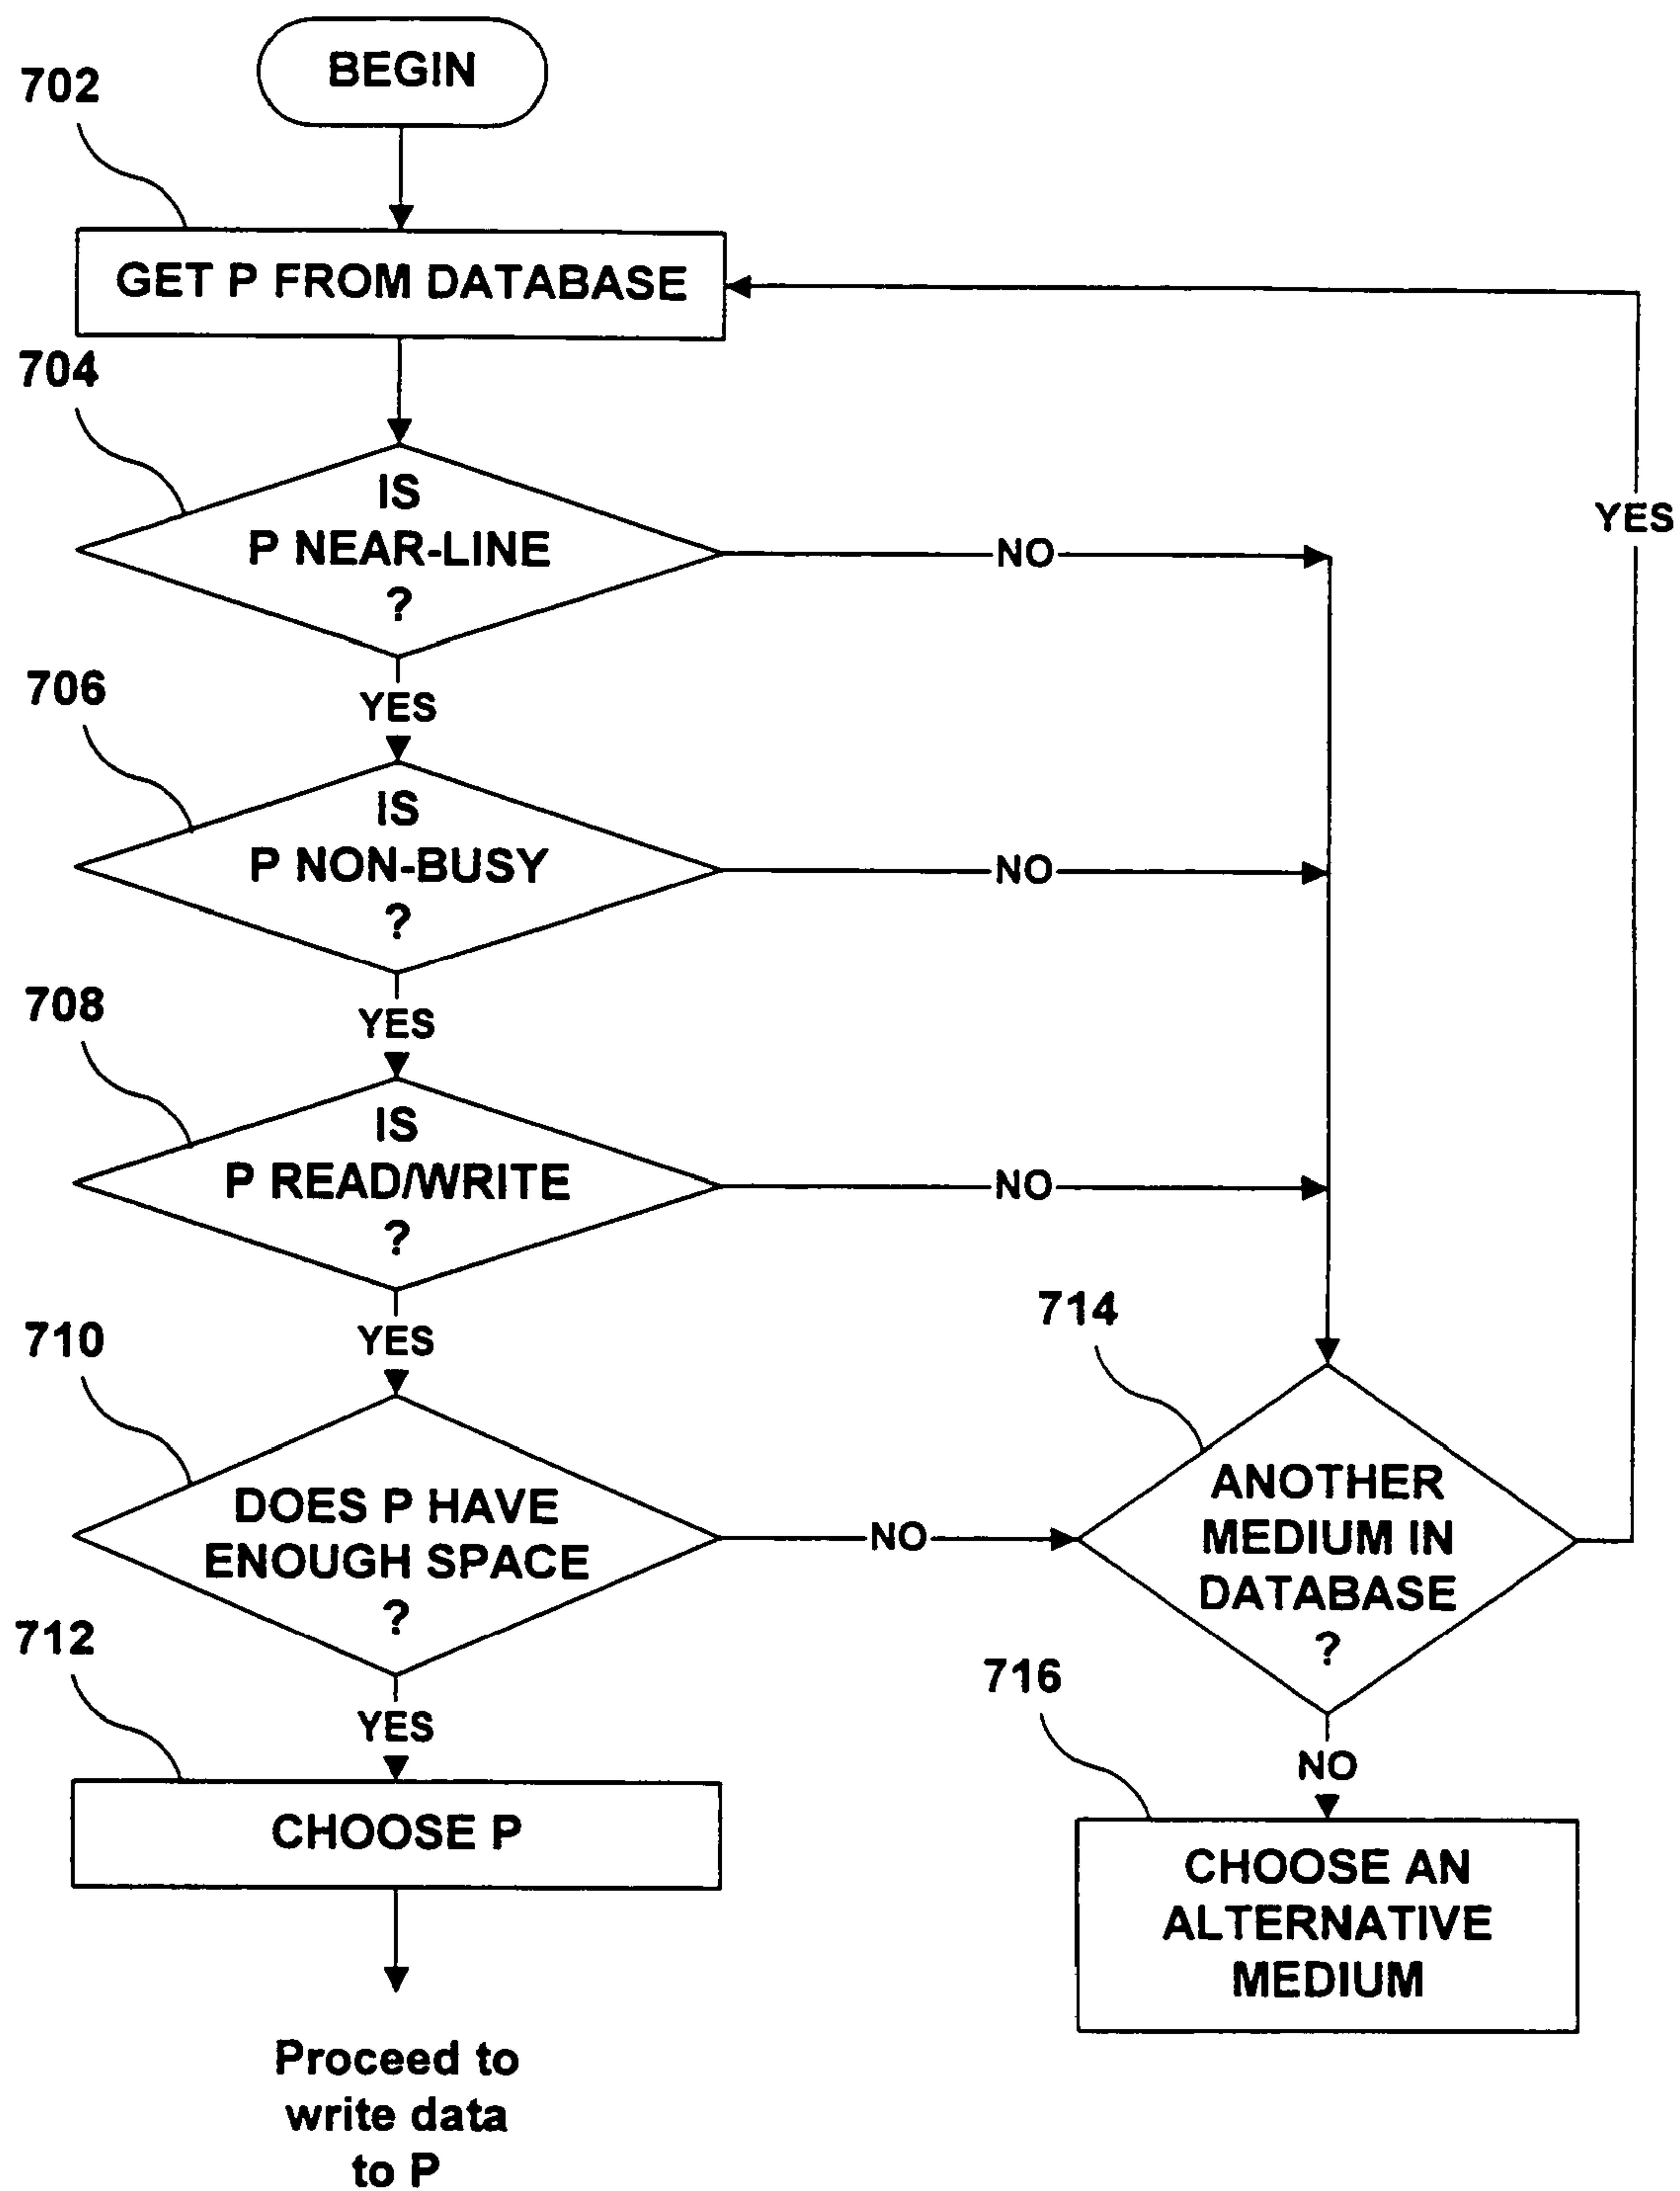 BEGIN
702
GET P FROM DATABASE
704
IS
P NEAR-LINE
?
NO
YES
YES
706
IS
P NON-BUSY
?
NO
YES
708
IS
P READ/WRITE
?
NO
YES
710
DOES P HAVE
ENOUGH SPACE
?
NO
714
ANOTHER
MEDIUM IN
DATABASE
?
YES
712
CHOOSE P
NO
716
CHOOSE AN
ALTERNATIVE
MEDIUM
Proceed to
write data
to P